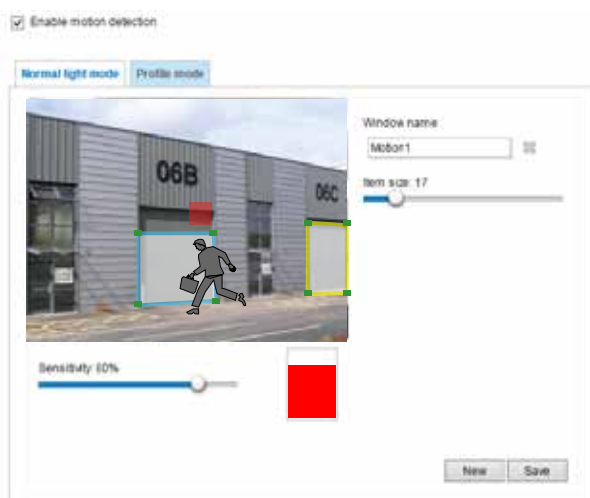 Enable motion detection
Normal light mode
Profile mode
06B
06C
Window name
Motion1
Item size: 17
Sensitivity: 80%
New
Save